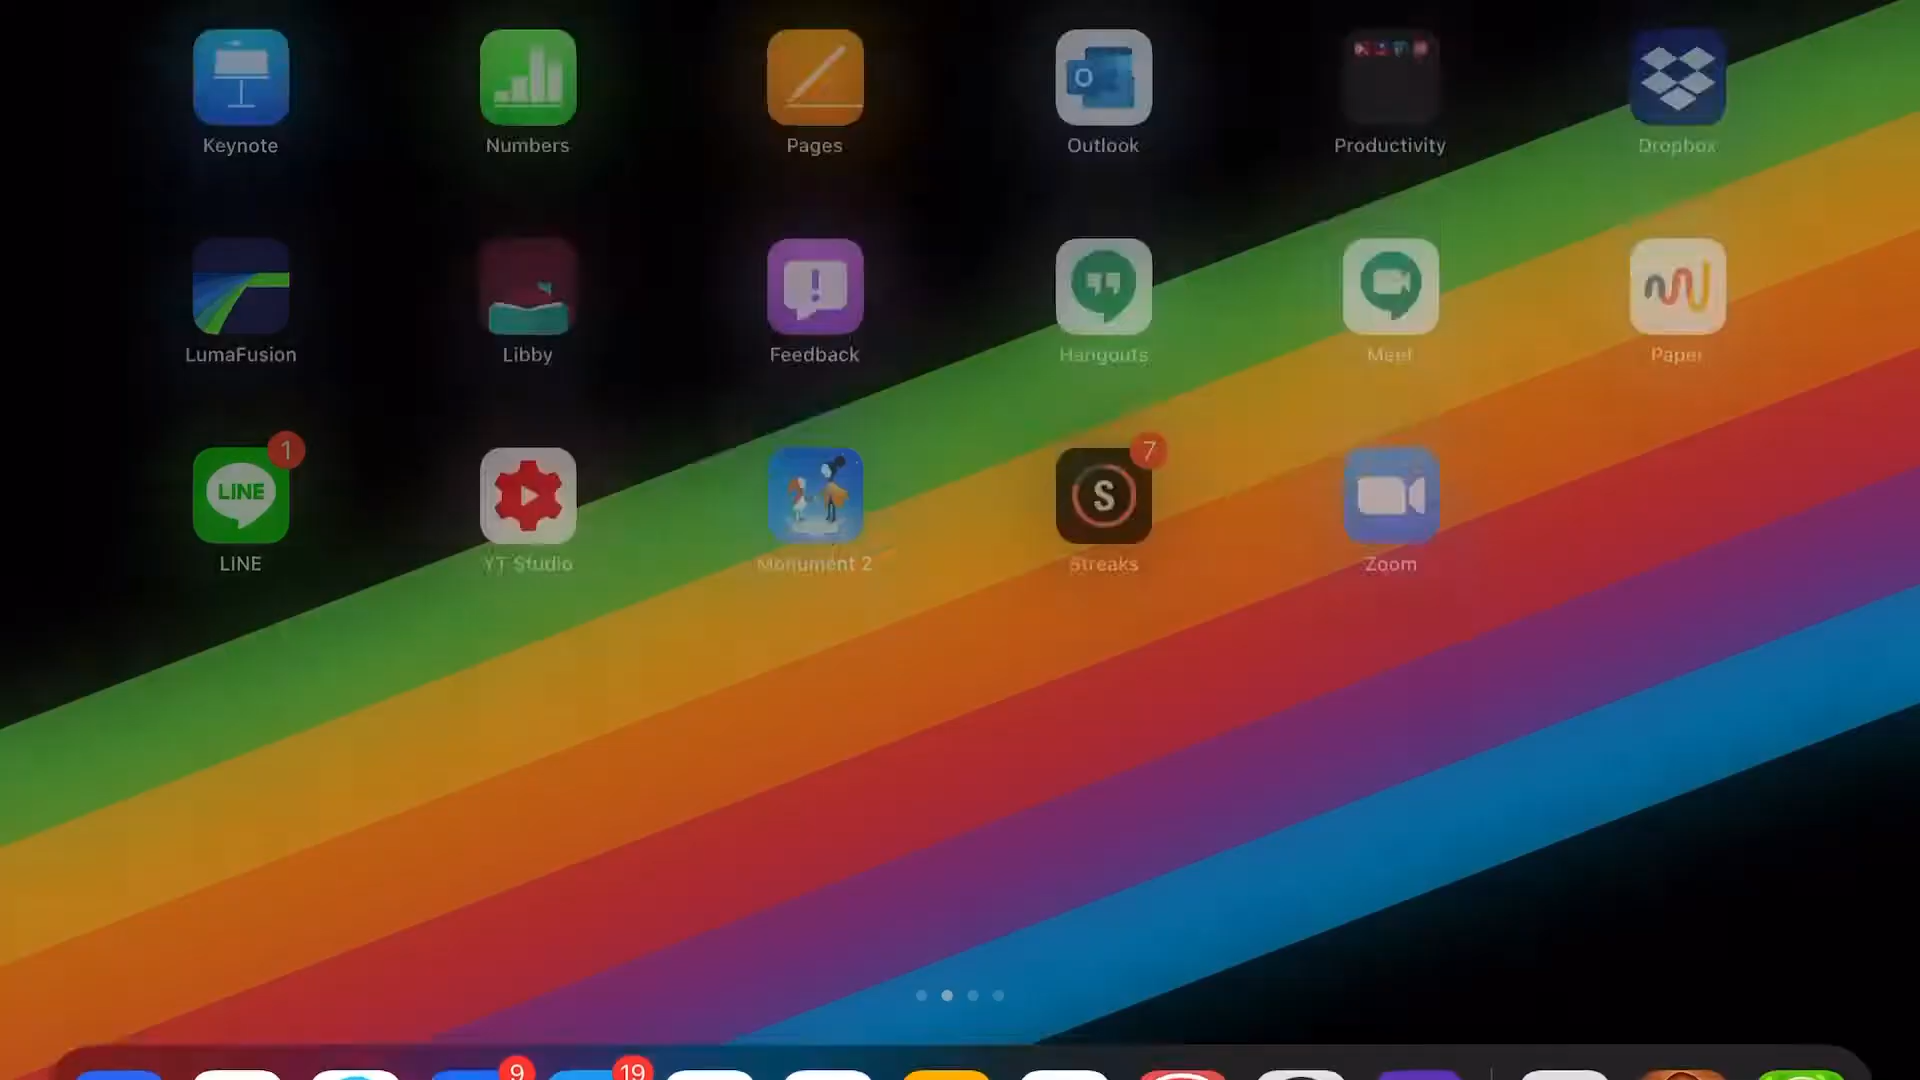 Keynote Numbers Pages Outlook Productivity Dropbox
LumaFusion Libby Feedback Hangouts Meet Paper
1 7
LINE S
LINE YT Studio Monument 2 Streaks Zoom
9 19